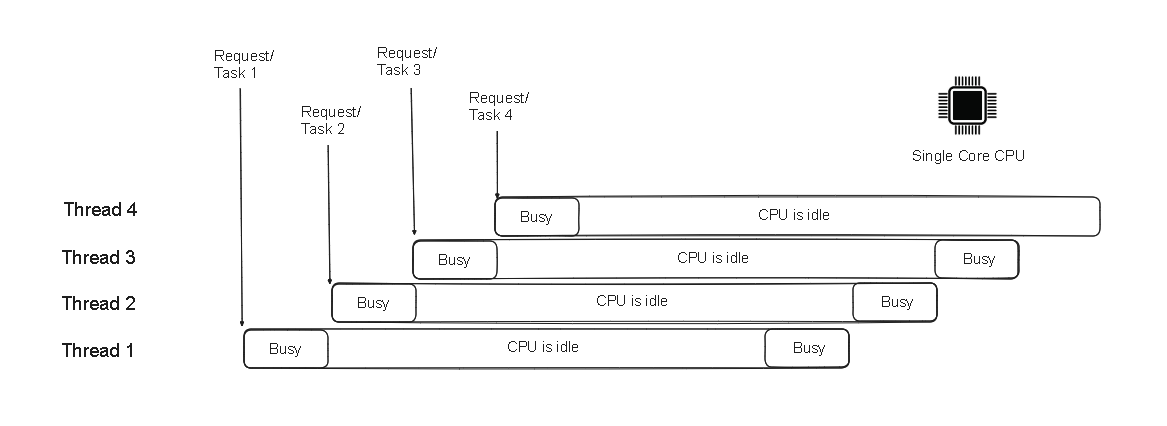 Request/
Task 1
Request/
Task 3
Request/
Task 2
Request/
Task 4
Single Core CPU
Thread 4
Busy
CPU is idle
Thread 3
Busy
CPU is idle
Busy
Thread 2
Busy
CPU is idle
Busy
Thread 1
Busy
CPU is idle
Busy